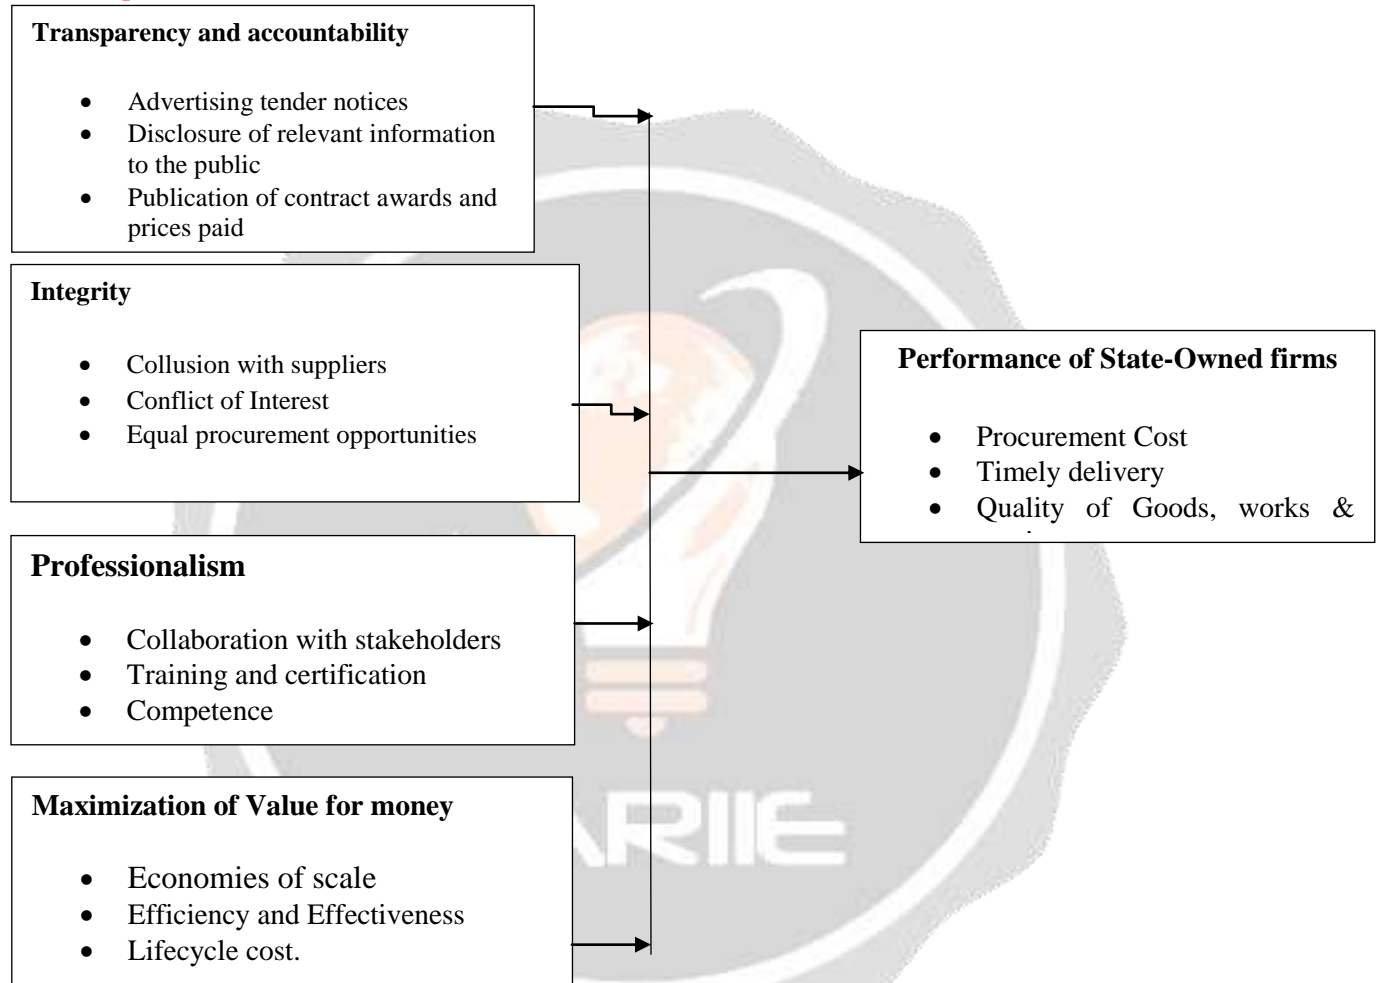 Transparency and accountability
• Advertising tender notices
• Disclosure of relevant information
to the public
• Publication of contract awards and
prices paid
Integrity
• Collusion with suppliers
• Conflict of Interest
• Equal procurement opportunities
Professionalism
• Collaboration with stakeholders
• Training and certification
• Competence
Maximization of Value for money
• Economies of scale
• Efficiency and Effectiveness
• Lifecycle cost.
Performance of State-Owned firms
• Procurement Cost
• Timely delivery
• Quality of Goods, works &
ARIIE